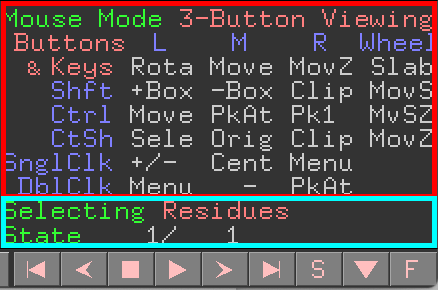 Mouse Mode 3-Button Viewing
Buttons L M R Wheel
& Keys Rota Move MovZ Slab
Shft +Box -Box Clip MovS
Ctrl Move PkAt Pk1 MvSZ
CtSh Sele Orig Clip MovZ
SnglClk +/- Cent Menu
DblClk Menu - PkAt
Selecting Residues
State 1/ 1
S F